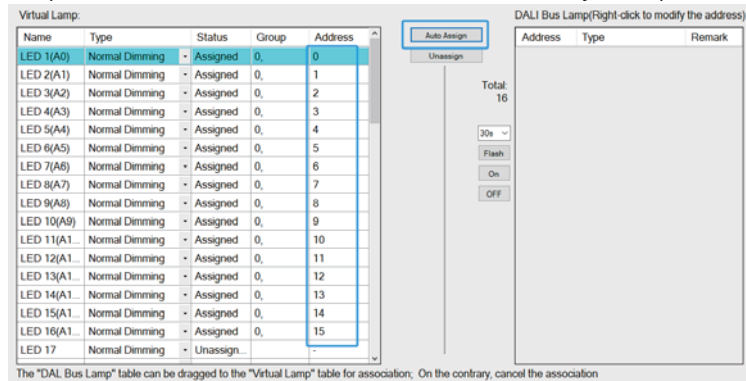 Virtual Lamp:
DALI Bus Lamp(Right-click to modify the address)
Name Type Status Group Address
Auto Assign
Address Type Remark
LED 1(A0) Normal Dimming Assigned 0, 0
Unassign
LED 2(A1) Normal Dimming Assigned 0, 1
Total:
16
LED 3(A2) Normal Dimming Assigned 0, 2
LED 4(A3) Normal Dimming Assigned 0, 3
LED 5(A4) Normal Dimming Assigned 0, 4
30s
LED 6(A5) Normal Dimming Assigned 0, 5
Flash
LED 7(A6) Normal Dimming Assigned 0, 6
On
LED 8(A7) Normal Dimming Assigned 0, 7
OFF
LED 9(A8) Normal Dimming Assigned 0, 8
LED 10(A9) Normal Dimming Assigned 0, 9
LED 11(A1... Normal Dimming Assigned 0, 10
LED 12(A1... Normal Dimming Assigned 0, 11
LED 13(A1... Normal Dimming Assigned 0, 12
LED 14(A1... Normal Dimming Assigned 0, 13
LED 15(A1... Normal Dimming Assigned 0, 14
LED 16(A1... Normal Dimming Assigned 0, 15
LED 17 Normal Dimming Unassign... -
The "DAL Bus Lamp" table can be dragged to the "Virtual Lamp" table for association; On the contrary, cancel the association